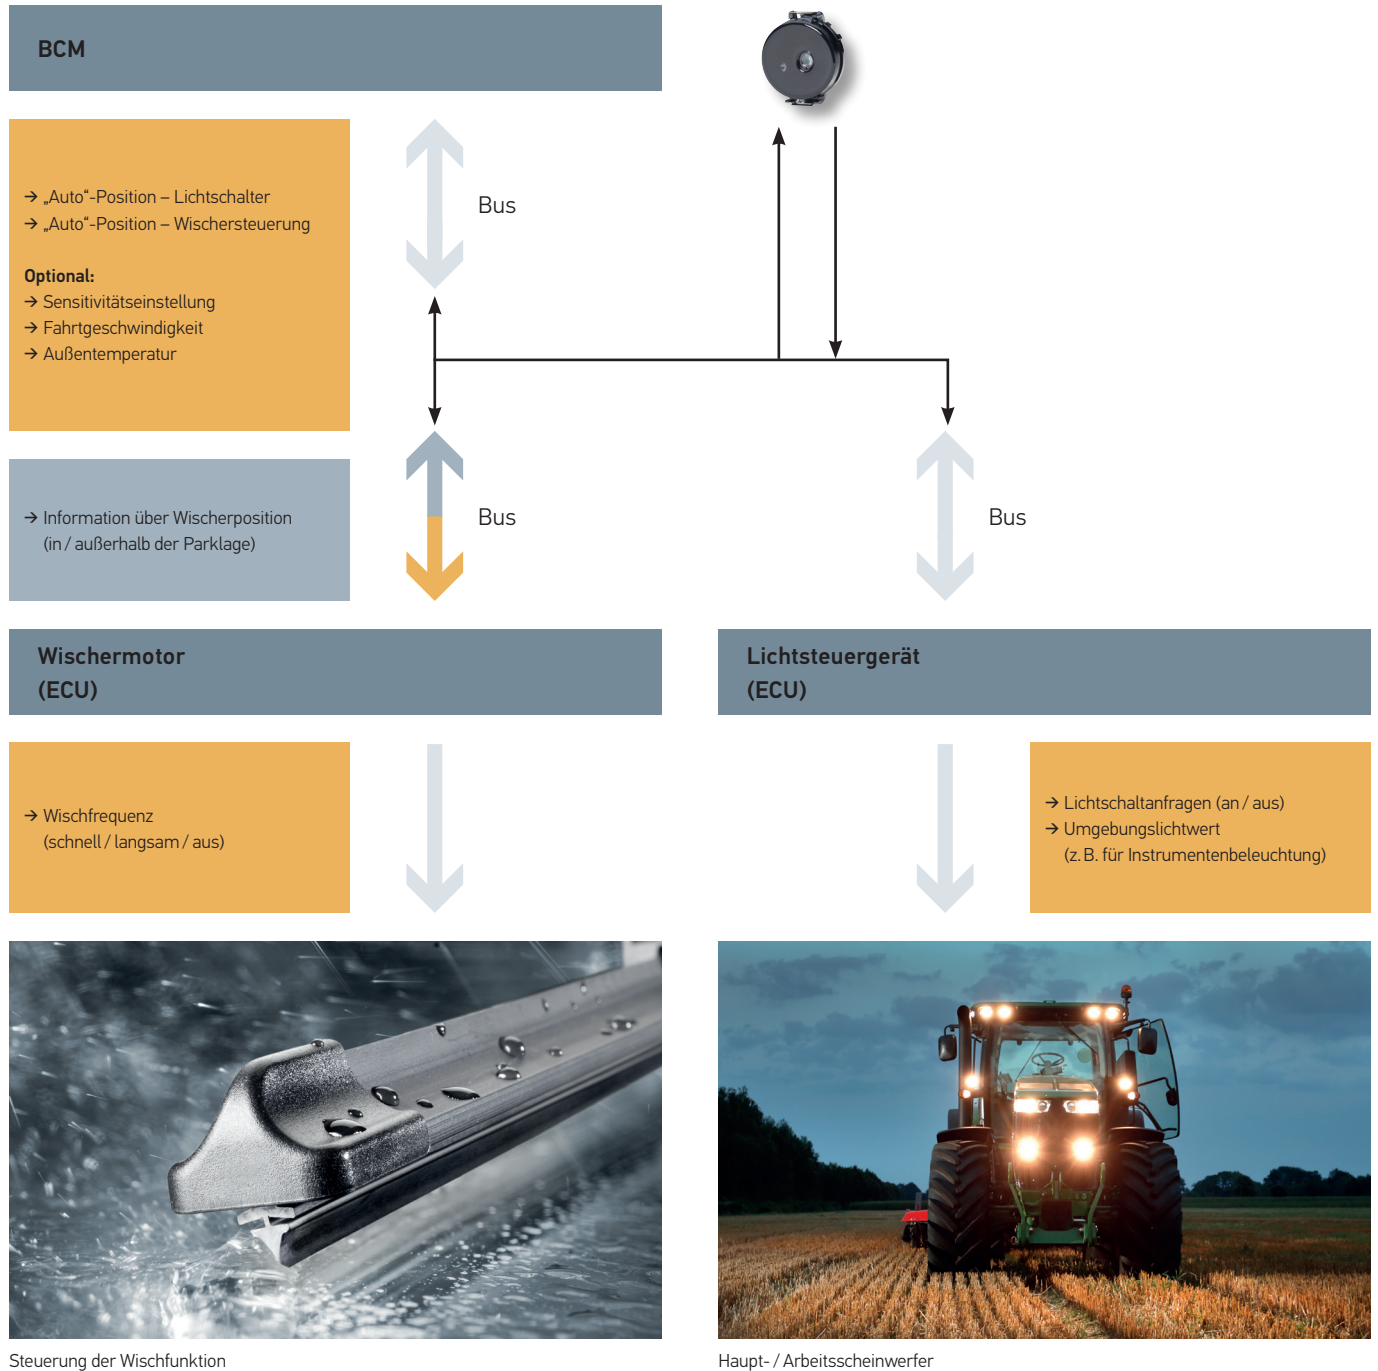 BCM
→ „Auto“-Position – Lichtschalter
→ „Auto“-Position – Wischersteuerung
Optional:
→ Sensitivitätseinstellung
→ Fahrtgeschwindigkeit
→ Außentemperatur
Bus
→ Information über Wischerposition
(in / außerhalb der Parklage)
Bus
Bus
Wischermotor
(ECU)
Lichtsteuergerät
(ECU)
→ Wischfrequenz
(schnell / langsam / aus)
→ Lichtschaltanfragen (an / aus)
→ Umgebungslichtwert
(z. B. für Instrumentenbeleuchtung)
Steuerung der Wischfunktion
Haupt- / Arbeitsscheinwerfer